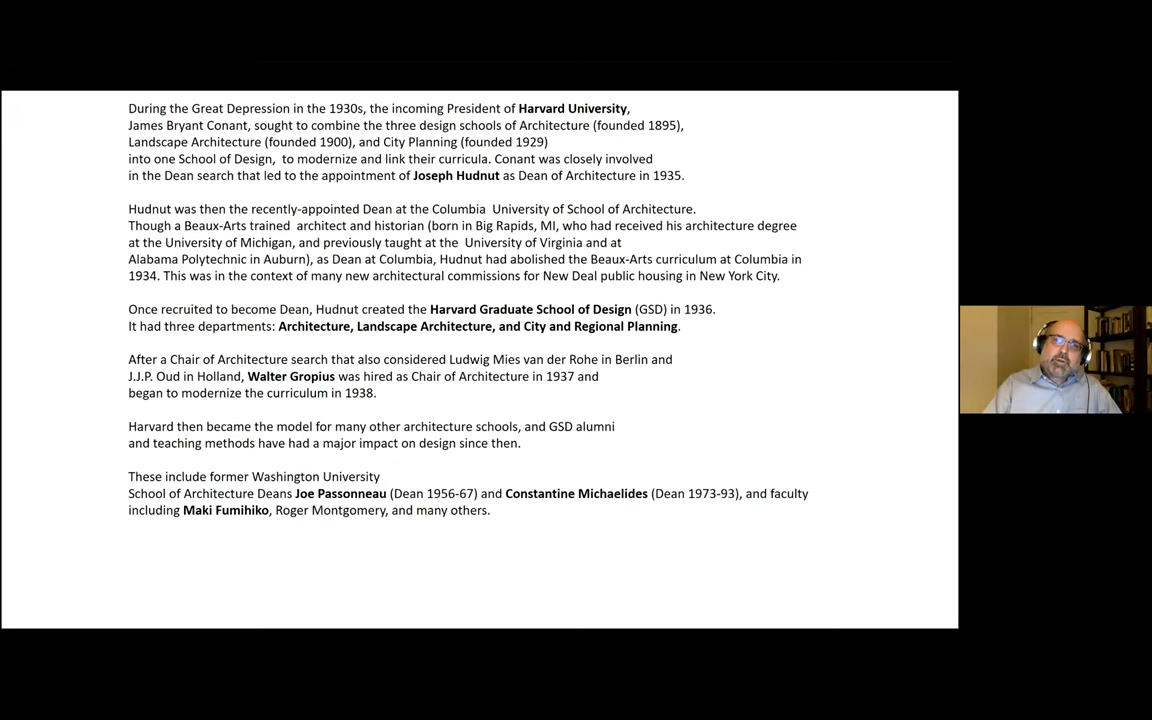 During the Great Depression in the 1930s, the incoming President of Harvard University,
James Bryant Conant, sought to combine the three design schools of Architecture (founded 1895),
Landscape Architecture (founded 1900), and City Planning (founded 1929)
into one School of Design, to modernize and link their curricula. Conant was closely involved
in the Dean search that led to the appointment of Joseph Hudnut as Dean of Architecture in 1935.
Hudnut was then the recently-appointed Dean at the Columbia University of School of Architecture.
Though a Beaux-Arts trained architect and historian (born in Big Rapids, MI, who had received his architecture degree
at the University of Michigan, and previously taught at the University of Virginia and at
Alabama Polytechnic in Auburn), as Dean at Columbia, Hudnut had abolished the Beaux-Arts curriculum at Columbia in
1934. This was in the context of many new architectural commissions for New Deal public housing in New York City.
Once recruited to become Dean, Hudnut created the Harvard Graduate School of Design (GSD) in 1936.
It had three departments: Architecture, Landscape Architecture, and City and Regional Planning.
After a Chair of Architecture search that also considered Ludwig Mies van der Rohe in Berlin and
J.J.P. Oud in Holland, Walter Gropius was hired as Chair of Architecture in 1937 and
began to modernize the curriculum in 1938.
Harvard then became the model for many other architecture schools, and GSD alumni
and teaching methods have had a major impact on design since then.
These include former Washington University
School of Architecture Deans Joe Passonneau (Dean 1956-67) and Constantine Michaelides (Dean 1973-93), and faculty
including Maki Fumihiko, Roger Montgomery, and many others.